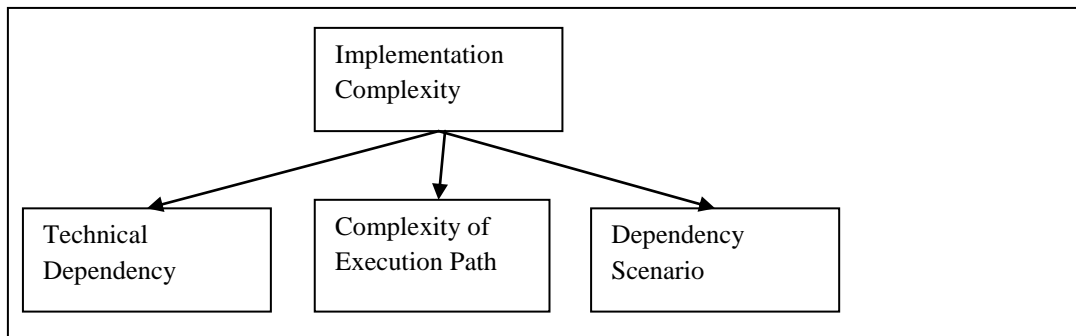 Implementation
Complexity
Technical
Dependency
Complexity of
Execution Path
Dependency
Scenario